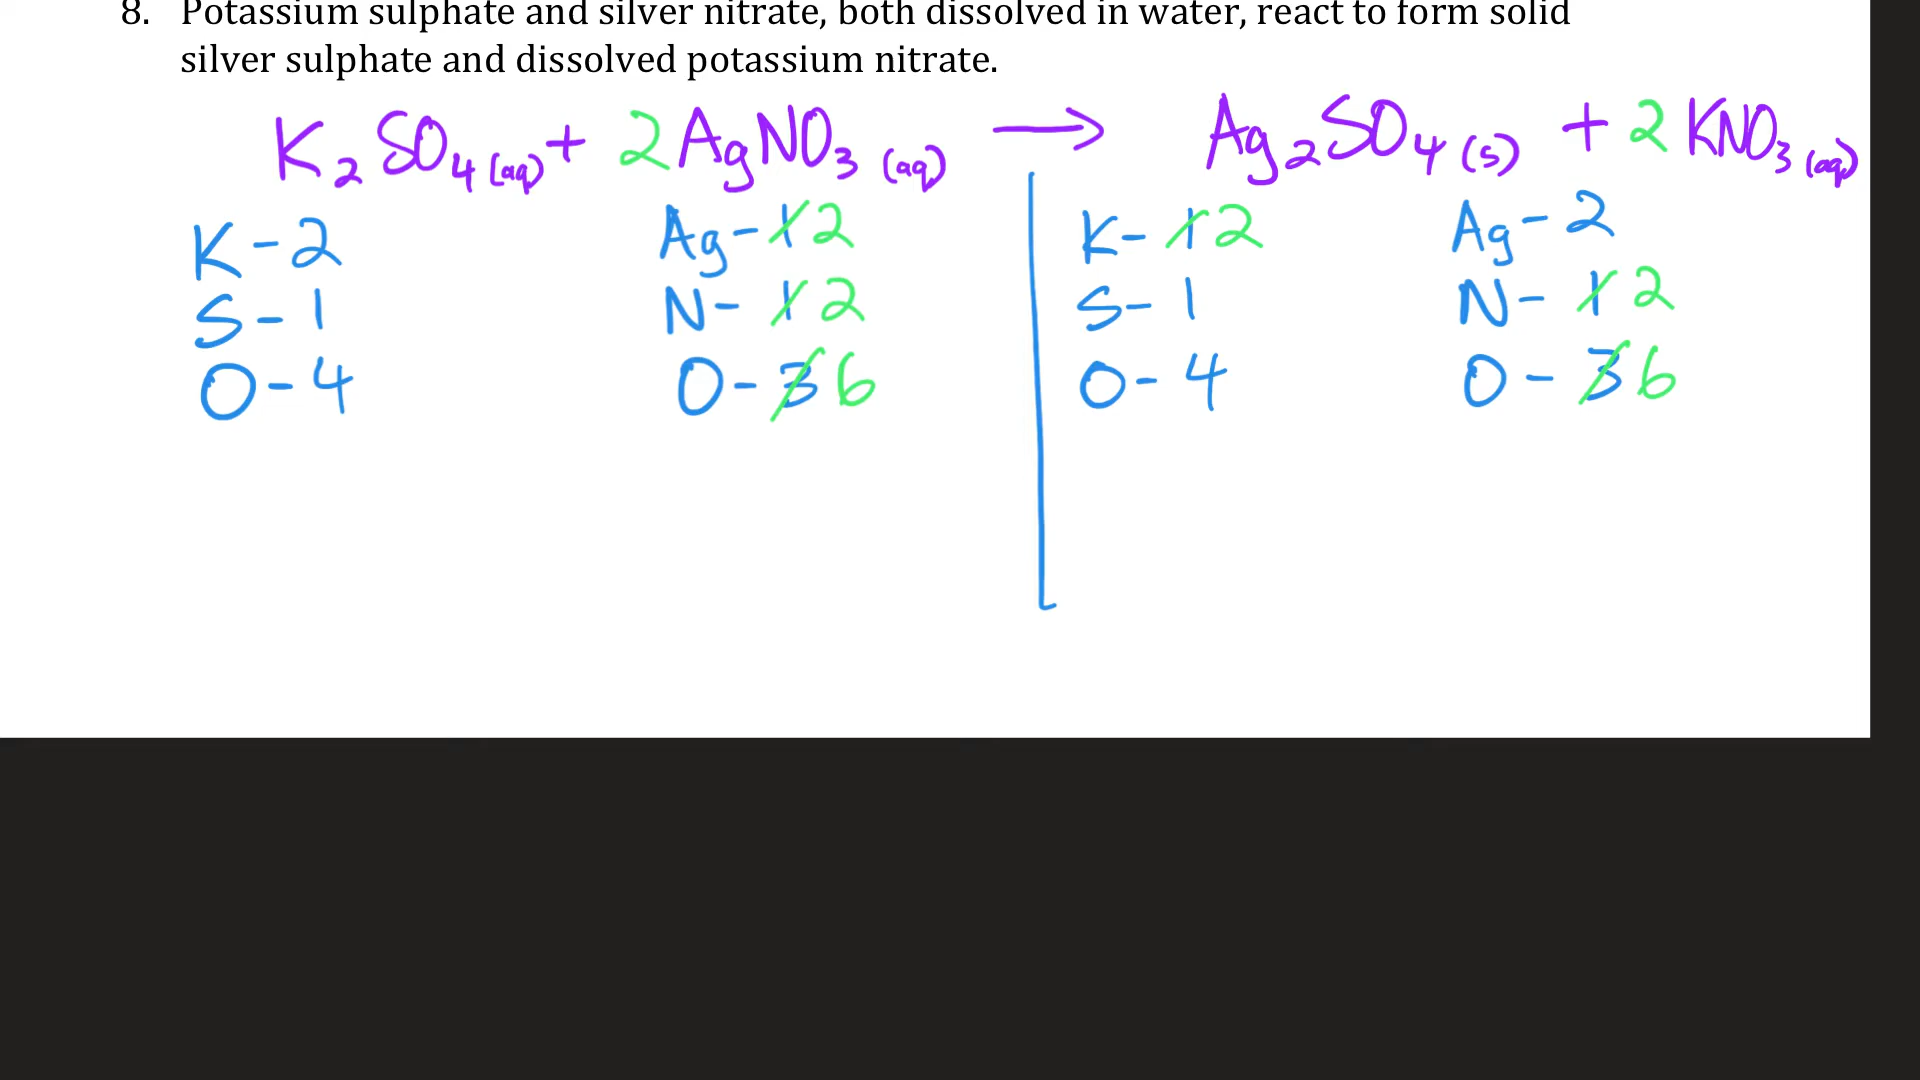 8. Potassium sulphate and silver nitrate, both dissolved in water, react to form solid
silver sulphate and dissolved potassium nitrate.
K₂SO₄(aq) + 2AgNO₃(aq) → Ag₂SO₄(s) + 2KNO₃(aq)
K-2 Ag-1 2 K-1 2 Ag-2
S-1 N-1 2 S-1 N-1 2
O-4 O-3 6 O-4 O-3 6